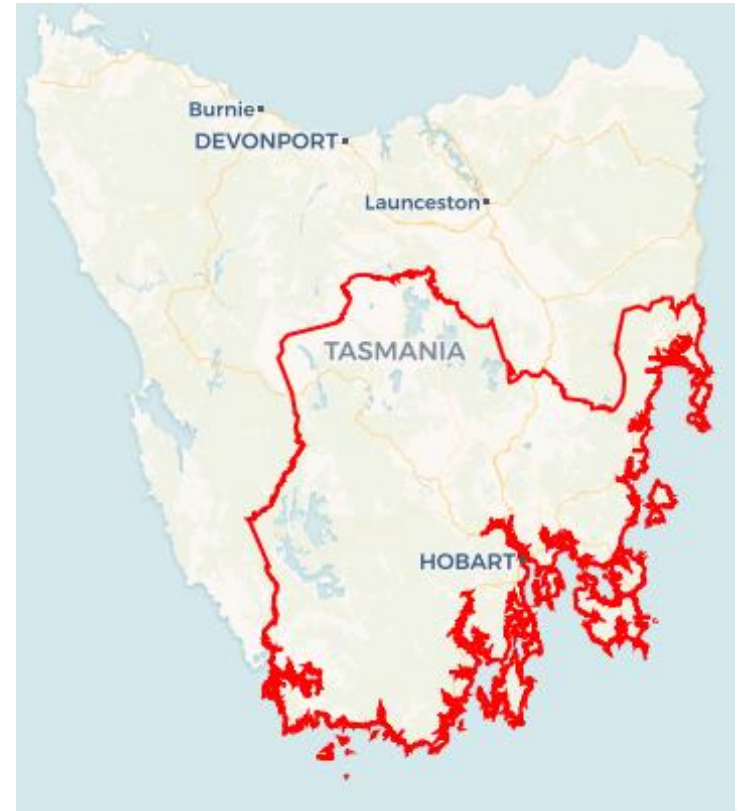 Burnie
DEVONPORT
Launceston
TASMANIA
HOBART